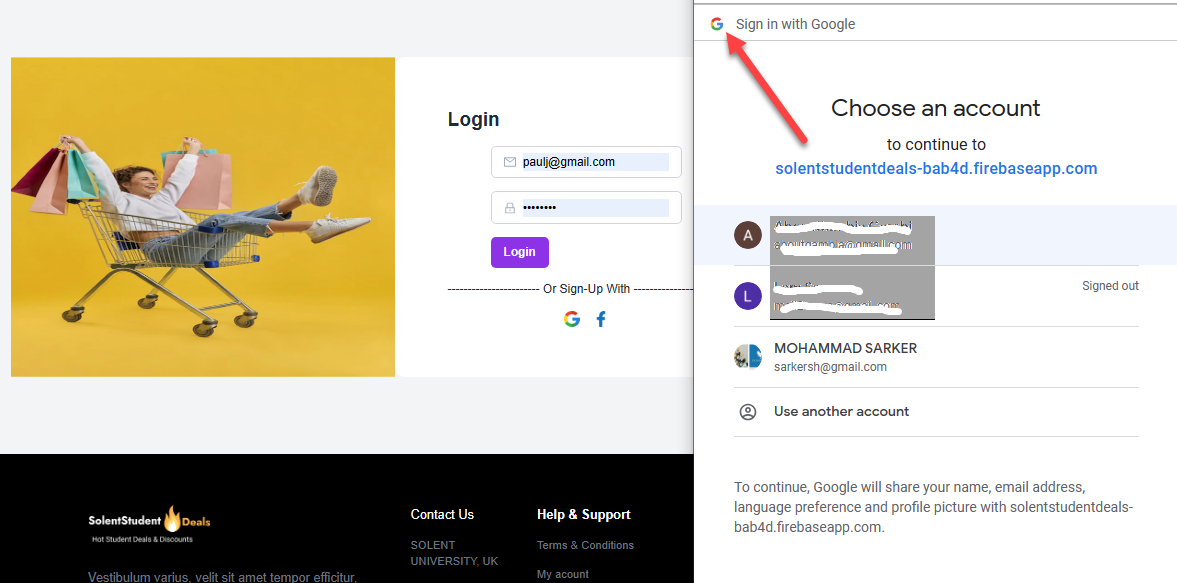 Login
paulj@gmail.com
•••••••
Login
----------------------- Or Sign-Up With ---------------
SolentStudent Deals
Hot Student Deals & Discounts
Vestibulum varius, velit sit amet tempor efficitur,
Contact Us
SOLENT
UNIVERSITY, UK
Help & Support
Terms & Conditions
My acount
Sign in with Google
Choose an account
to continue to
solentstudentdeals-bab4d.firebaseapp.com
A
L
Signed out
MOHAMMAD SARKER
sarkersh@gmail.com
Use another account
To continue, Google will share your name, email address,
language preference and profile picture with solentstudentdeals-
bab4d.firebaseapp.com.